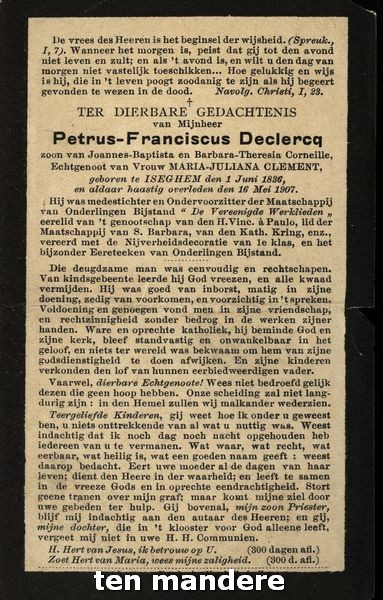 De vrees des Heeren is het beginsel der wijsheid. (Spreuk.,
I, 7). Wanneer het morgen is, peist dat gij tot den avond
niet leven en zult; en als 't avond is, en wilt u den dag van
morgen niet vastelijk toeschikken... Hoe gelukkig en wijs
is hij, die in 't leven poogt zoodanig te zijn als hij begeert
gevonden te wezen in de dood. Navolg. Christi, I, 23.
†
TER DIERBARE GEDACHTENIS
van Mijnheer
Petrus-Franciscus Declercq
zoon van Joannes-Baptista en Barbara-Theresia Corneille,
Echtgenoot van Vrouw MARIA-JULIANA CLEMENT,
geboren te ISEGHEM den 1 Juni 1836,
en aldaar haastig overleden den 16 Mei 1907.
Hij was medestichter en Ondervoorzitter der Maatschappij
van Onderlingen Bijstand " De Vereenigde Werklieden „
eerelid van 't genootschap van den H. Vinc. à Paulo, lid der
Maatschappij van S. Barbara, van den Kath. Kring, enz.,
vereerd met de Nijverheidsdecoratie van 1e klas, en het
bijzonder Eereteeken van Onderlingen Bijstand.
Die deugdzame man was eenvoudig en rechtschapen.
Van kindsgebeente leerde hij God vreezen, en alle kwaad
vermijden. Hij was goed van inborst, matig in zijne
doening, zedig van voorkomen, en voorzichtig in 't spreken.
Voldoening en genoegen vond men in zijne vriendschap,
en rechtzinnigheid zonder bedrog in de werken zijner
handen. Ware en oprechte katholiek, hij beminde God en
zijne kerk, bleef standvastig en onwankelbaar in het
geloof, en niets ter wereld was bekwaam om hem van zijne
godsdienstigheid te doen afwijken. En zijne kinderen
verkonden den lof van hunnen eerbiedweerdigen vader.
Vaarwel, dierbare Echtgenoote! Wees niet bedroefd gelijk
dezen die geen hoop hebben. Onze scheiding zal niet lang-
durig zijn : in den Hemel zullen wij malkander wederzien.
Teergeliefde Kinderen, gij weet hoe ik onder u geweest
ben, u niets onttrekkende van al wat u nuttig was. Weest
indachtig dat ik noch dag noch nacht opgehouden heb
iedereen van u te vermanen. Wat waar, wat recht, wat
eerbaar, wat heilig is, wat een goeden naam geeft : weest
daarop bedacht. Eert uwe moeder al de dagen van haar
leven; dient den Heere in der waarheid; en leeft te samen
in de vreeze Gods en in oprechte eendrachtigheid. Stort
geene tranen over mijn graf; maar komt mijne ziel door
uwe gebeden ter hulp. Gij bovenal, mijn zoon Priester,
blijf mij indachtig aan den autaar des Heeren; en gij,
mijne dochter, die in 't klooster voor God alleene leeft,
vergeet mij niet in uwe H. H. Communien.
H. Hert van Jesus, ik betrouw op U. (300 dagen afl.)
Zoet Hert van Maria, wees mijne zaligheid. (300 d. afl.)
ten mandere